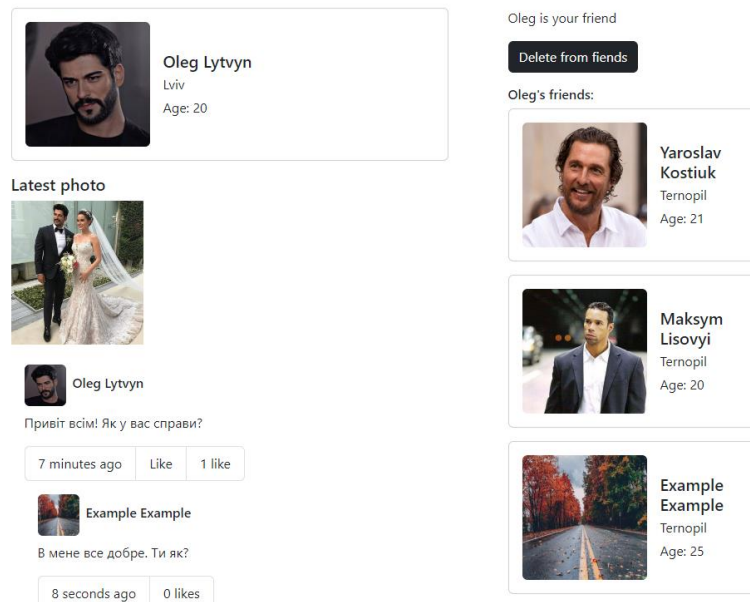 Oleg Lytvyn
Lviv
Age: 20
Latest photo
Oleg Lytvyn
Привіт всім! Як у вас справи?
7 minutes ago Like 1 like
Example Example
В мене все добре. Ти як?
8 seconds ago 0 likes
Oleg is your friend
Delete from fiends
Oleg's friends:
Yaroslav
Kostiuk
Ternopil
Age: 21
Maksym
Lisovyi
Ternopil
Age: 20
Example
Example
Ternopil
Age: 25